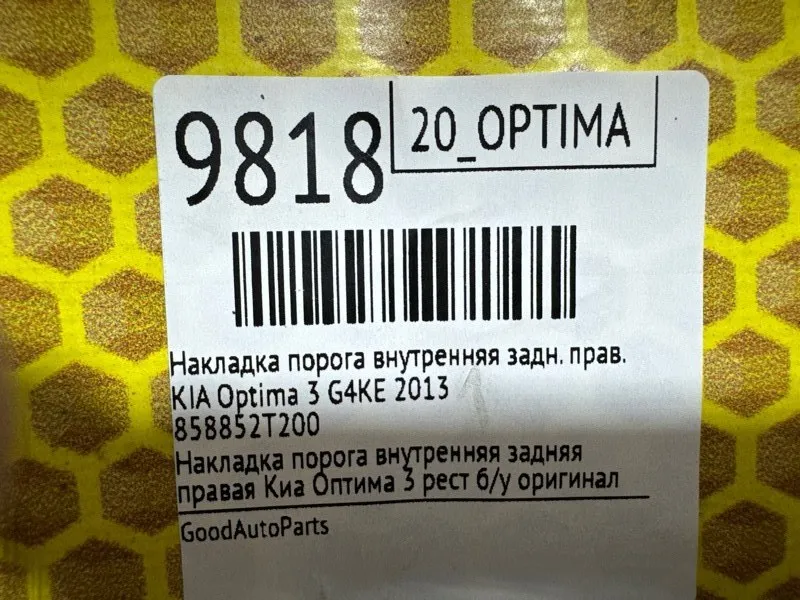 9818
20_OPTIMA
Накладка порога внутренняя задн. прав.
KIA Optima 3 G4KE 2013
858852T200
Накладка порога внутренняя задняя
правая Киа Оптима 3 рест б/у оригинал
GoodAutoParts